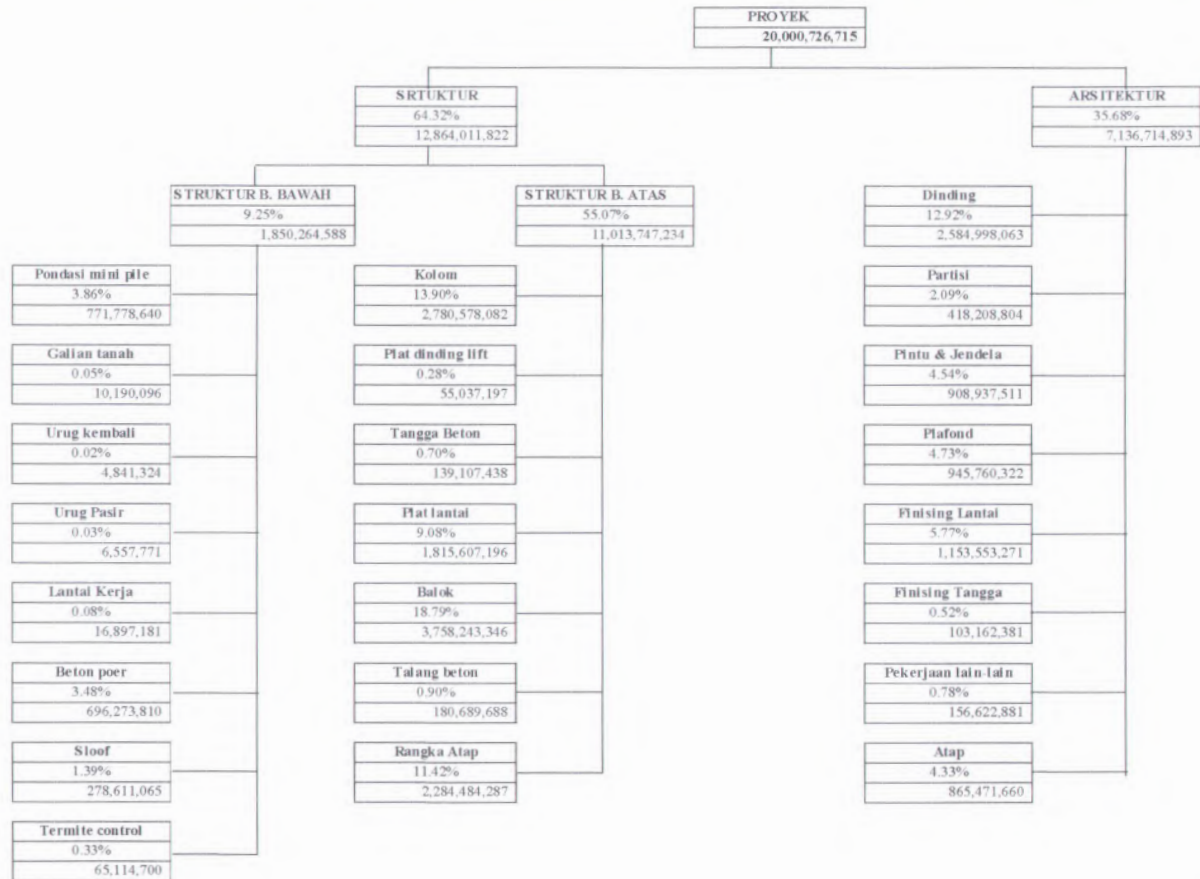 PROYEK
20,000,726,715
SRTUKTUR
64.32%
12,864,011,822
ARSITEKTUR
35.68%
7,136,714,893
STRUKTUR B. BAWAH
9.25%
1,850,264,588
STRUKTUR B. ATAS
55.07%
11,013,747,234
Dinding
12.92%
2,584,998,063
Pondasi mini pile
3.86%
771,778,640
Kolom
13.90%
2,780,578,082
Partisi
2.09%
418,208,804
Galian tanah
0.05%
10,190,096
Plat dinding lift
0.28%
55,037,197
Pintu & Jendela
4.54%
908,937,511
Urug kembali
0.02%
4,841,324
Tangga Beton
0.70%
139,107,438
Plafond
4.73%
945,760,322
Urug Pasir
0.03%
6,557,771
Plat lantai
9.08%
1,815,607,196
Finising Lantai
5.77%
1,153,553,271
Lantai Kerja
0.08%
16,897,181
Balok
18.79%
3,758,243,346
Finising Tangga
0.52%
103,162,381
Beton poer
3.48%
696,273,810
Talang beton
0.90%
180,689,688
Pekerjaan lain-lain
0.78%
156,622,881
Sloof
1.39%
278,611,065
Rangka Atap
11.42%
2,284,484,287
Atap
4.33%
865,471,660
Termite control
0.33%
65,114,700